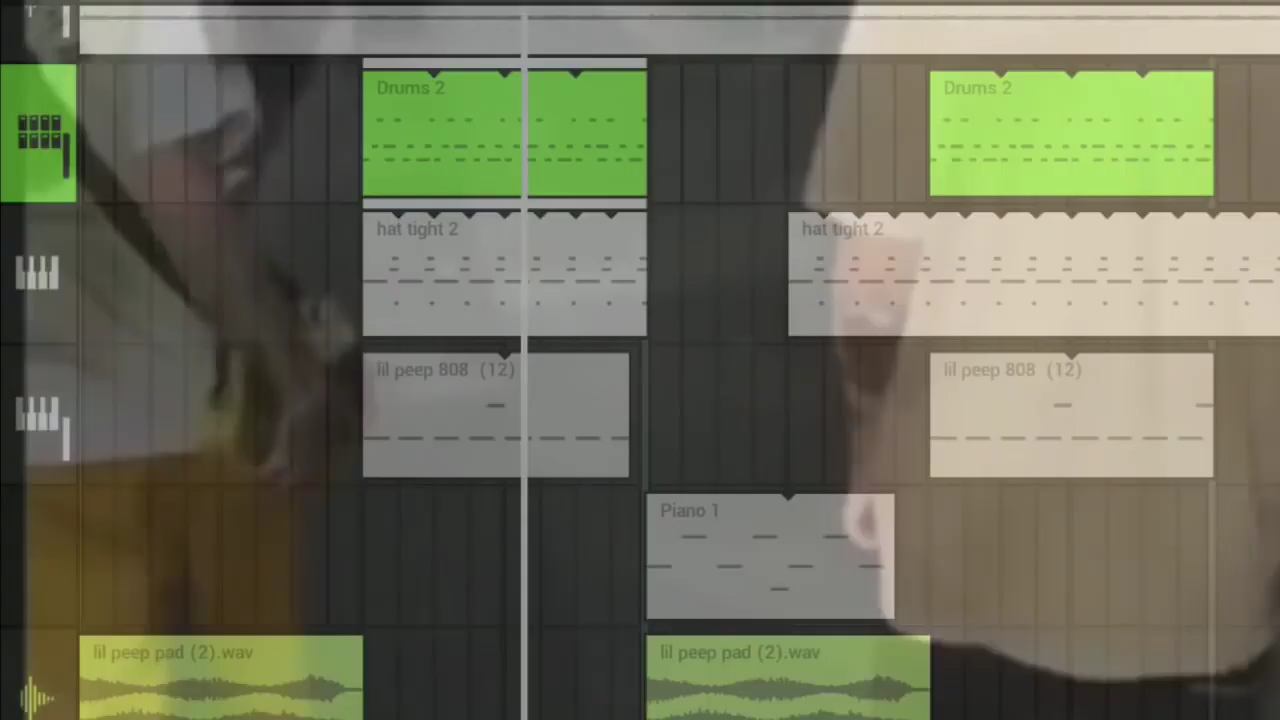 Drums 2
Drums 2
hat tight 2
hat tight 2
lil peep 808 (12)
lil peep 808 (12)
Piano 1
lil peep pad (2).wav
lil peep pad (2).wav